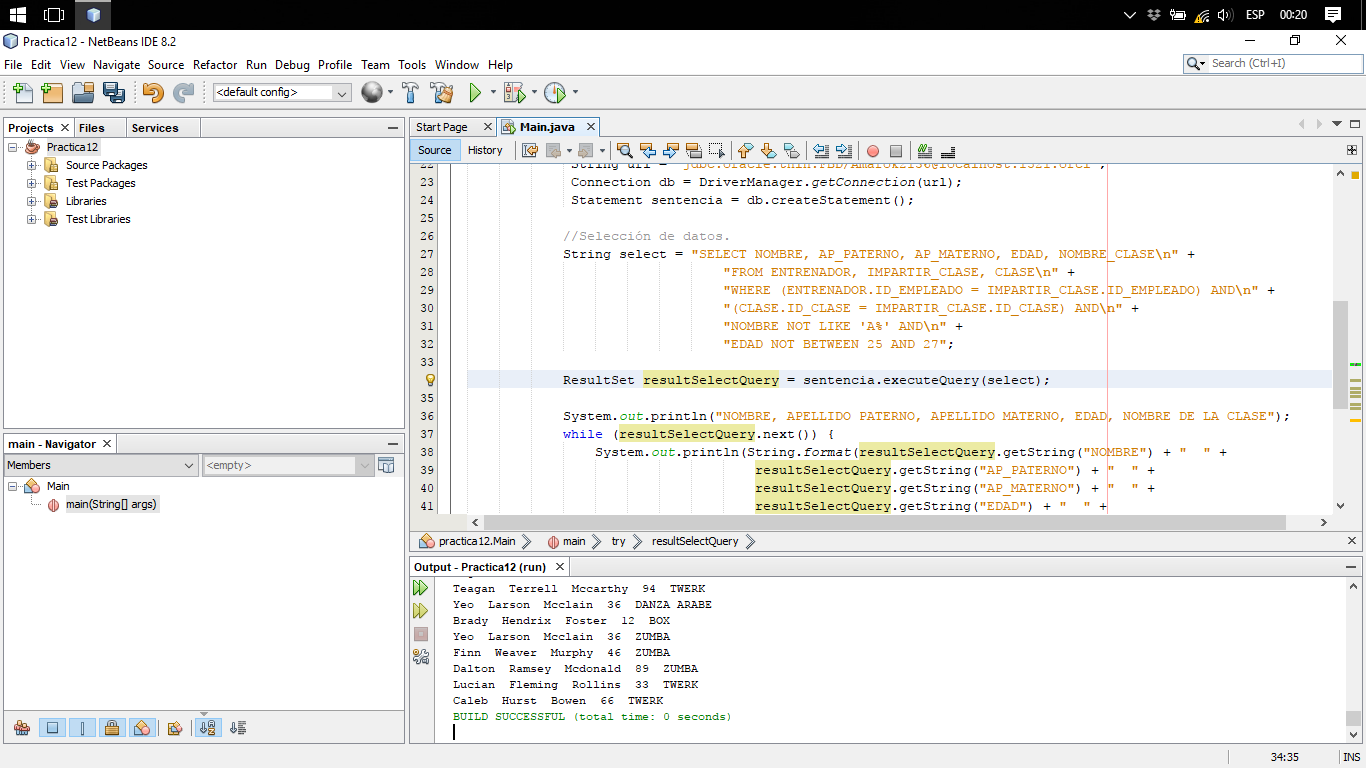 ESP 00:20
Practica12 - NetBeans IDE 8.2
File Edit View Navigate Source Refactor Run Debug Profile Team Tools Window Help
Search (Ctrl+I)
<default config>
Projects Files Services
Practica12
Source Packages
Test Packages
Libraries
Test Libraries
main - Navigator
Members <empty>
Main
main(String[] args)
Start Page Main.java
Source History
String url =
23 Connection db = DriverManager.getConnection(url);
24 Statement sentencia = db.createStatement();
25
26 //Selección de datos.
27 String select = "SELECT NOMBRE, AP_PATERNO, AP_MATERNO, EDAD, NOMBRE_CLASE\n" +
28 "FROM ENTRENADOR, IMPARTIR_CLASE, CLASE\n" +
29 "WHERE (ENTRENADOR.ID_EMPLEADO = IMPARTIR_CLASE.ID_EMPLEADO) AND\n" +
30 "(CLASE.ID_CLASE = IMPARTIR_CLASE.ID_CLASE) AND\n" +
31 "NOMBRE NOT LIKE 'A%' AND\n" +
32 "EDAD NOT BETWEEN 25 AND 27";
33
ResultSet resultSelectQuery = sentencia.executeQuery(select);
35
36 System.out.println("NOMBRE, APELLIDO PATERNO, APELLIDO MATERNO, EDAD, NOMBRE DE LA CLASE");
37 while (resultSelectQuery.next()) {
38 System.out.println(String.format(resultSelectQuery.getString("NOMBRE") + "  " +
39 resultSelectQuery.getString("AP_PATERNO") + "  " +
40 resultSelectQuery.getString("AP_MATERNO") + "  " +
41 resultSelectQuery.getString("EDAD") + "  " +
practica12.Main main try resultSelectQuery
Output - Practica12 (run)
Teagan  Terrell  Mccarthy  94  TWERK
Yeo  Larson  Mcclain  36  DANZA ARABE
Brady  Hendrix  Foster  12  BOX
Yeo  Larson  Mcclain  36  ZUMBA
Finn  Weaver  Murphy  46  ZUMBA
Dalton  Ramsey  Mcdonald  89  ZUMBA
Lucian  Fleming  Rollins  33  TWERK
Caleb  Hurst  Bowen  66  TWERK
BUILD SUCCESSFUL (total time: 0 seconds)
34:35 INS